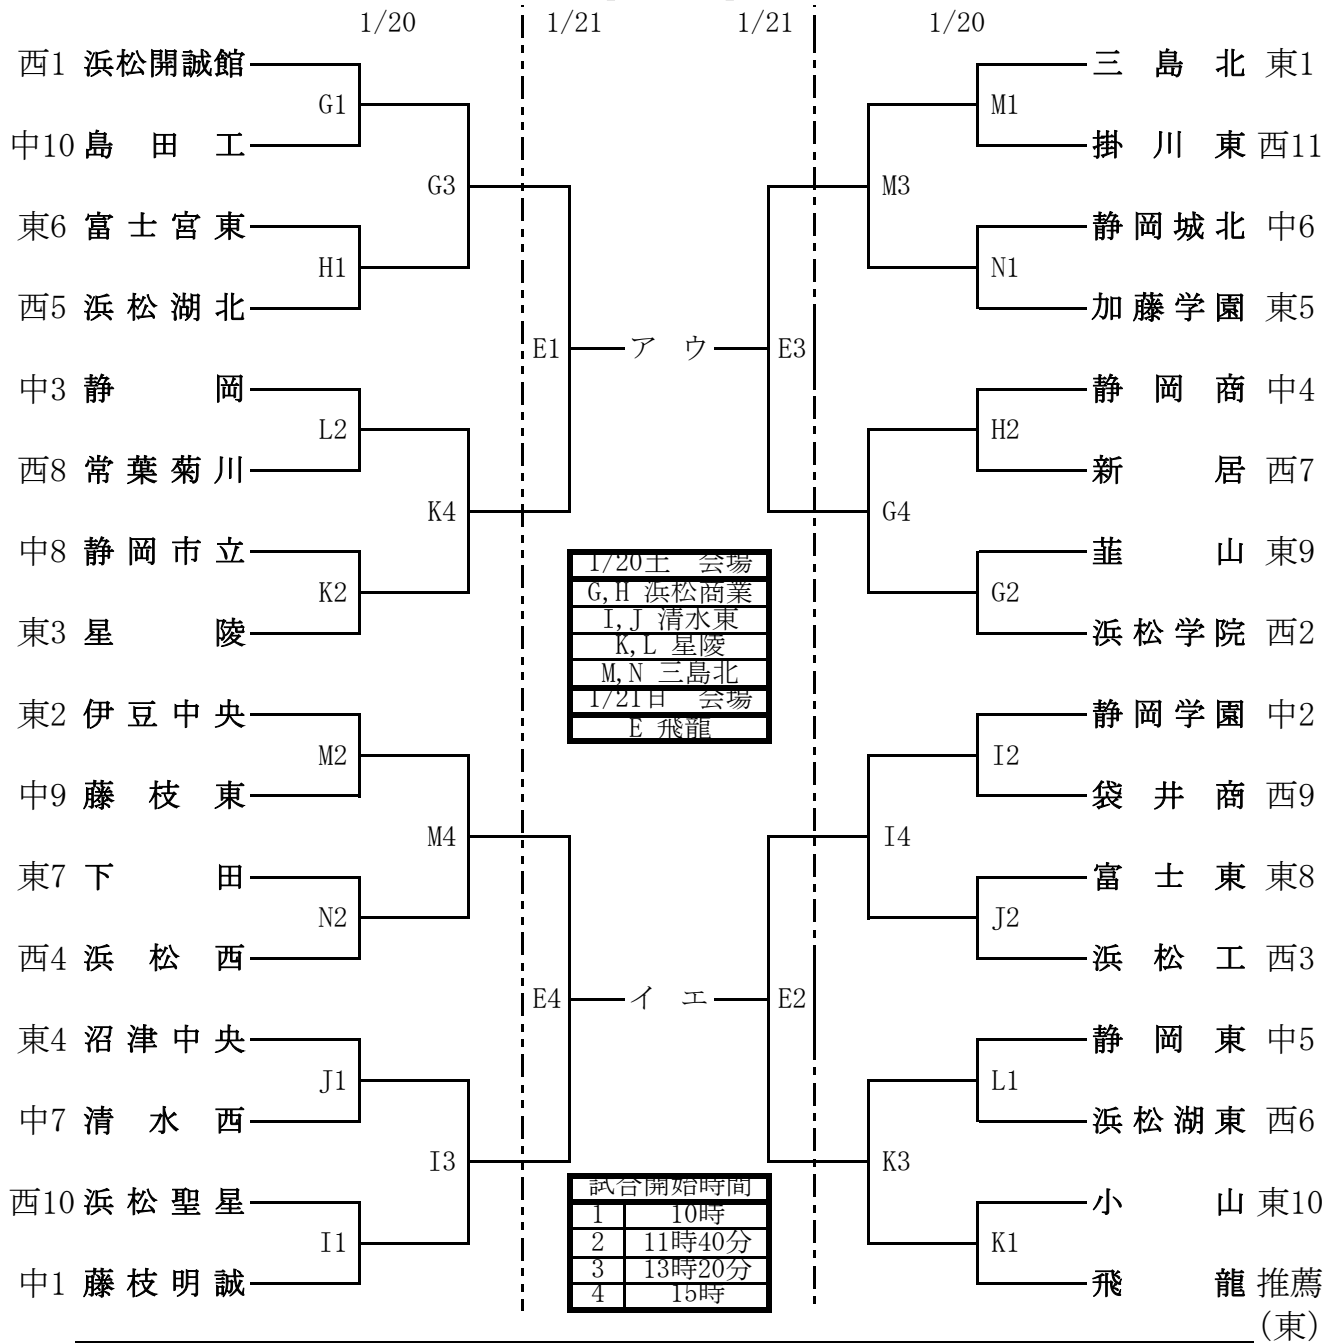 1/20 1/21 1/21 1/20
西1 浜松開誠館 三島北 東1
G1 M1
中10 島田工 掛川東 西11
G3 M3
東6 富士宮東 静岡城北 中6
H1 N1
西5 浜松湖北 加藤学園 東5
E1 ア ウ E3
中3 静岡 静岡商 中4
L2 H2
西8 常葉菊川 新居 西7
K4 G4
中8 静岡市立 韮山 東9
K2 G2
東3 星陵 浜松学院 西2
1/20土 会場
G,H 浜松商業
I,J 清水東
K,L 星陵
M,N 三島北
1/21日 会場
E 飛龍
東2 伊豆中央 静岡学園 中2
M2 I2
中9 藤枝東 袋井商 西9
M4 I4
東7 下田 富士東 東8
N2 J2
西4 浜松西 浜松工 西3
E4 イ エ E2
東4 沼津中央 静岡東 中5
J1 L1
中7 清水西 浜松湖東 西6
I3 K3
西10 浜松聖星 小山 東10
I1 K1
中1 藤枝明誠 飛龍 推薦
(東)
試合開始時間
1 10時
2 11時40分
3 13時20分
4 15時